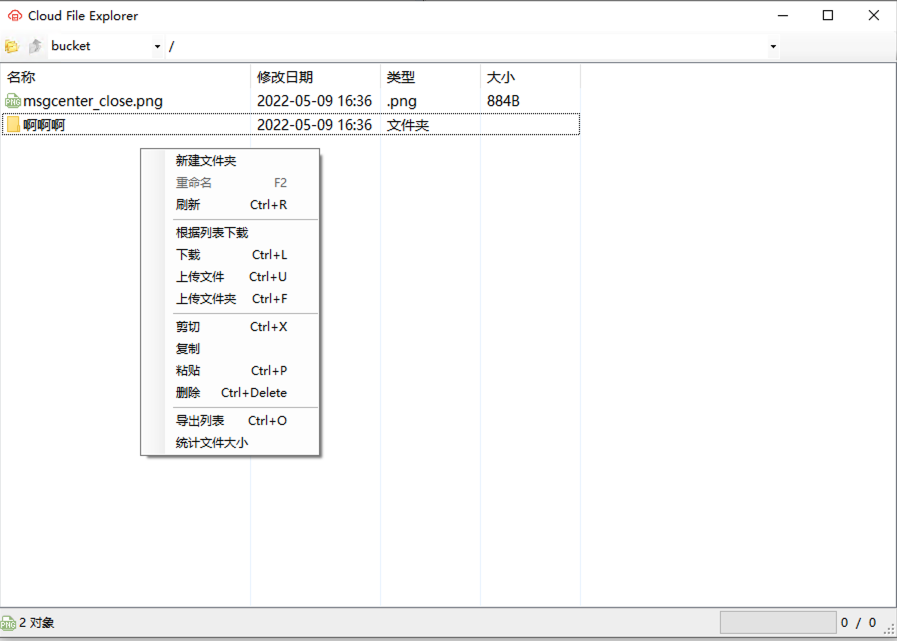 Cloud File Explorer
bucket /
名称 修改日期 类型 大小
msgcenter_close.png 2022-05-09 16:36 .png 884B
啊啊啊 2022-05-09 16:36 文件夹
新建文件夹
重命名 F2
刷新 Ctrl+R
根据列表下载
下载 Ctrl+L
上传文件 Ctrl+U
上传文件夹 Ctrl+F
剪切 Ctrl+X
复制
粘贴 Ctrl+P
删除 Ctrl+Delete
导出列表 Ctrl+O
统计文件大小
PNG 2 对象 0 / 0